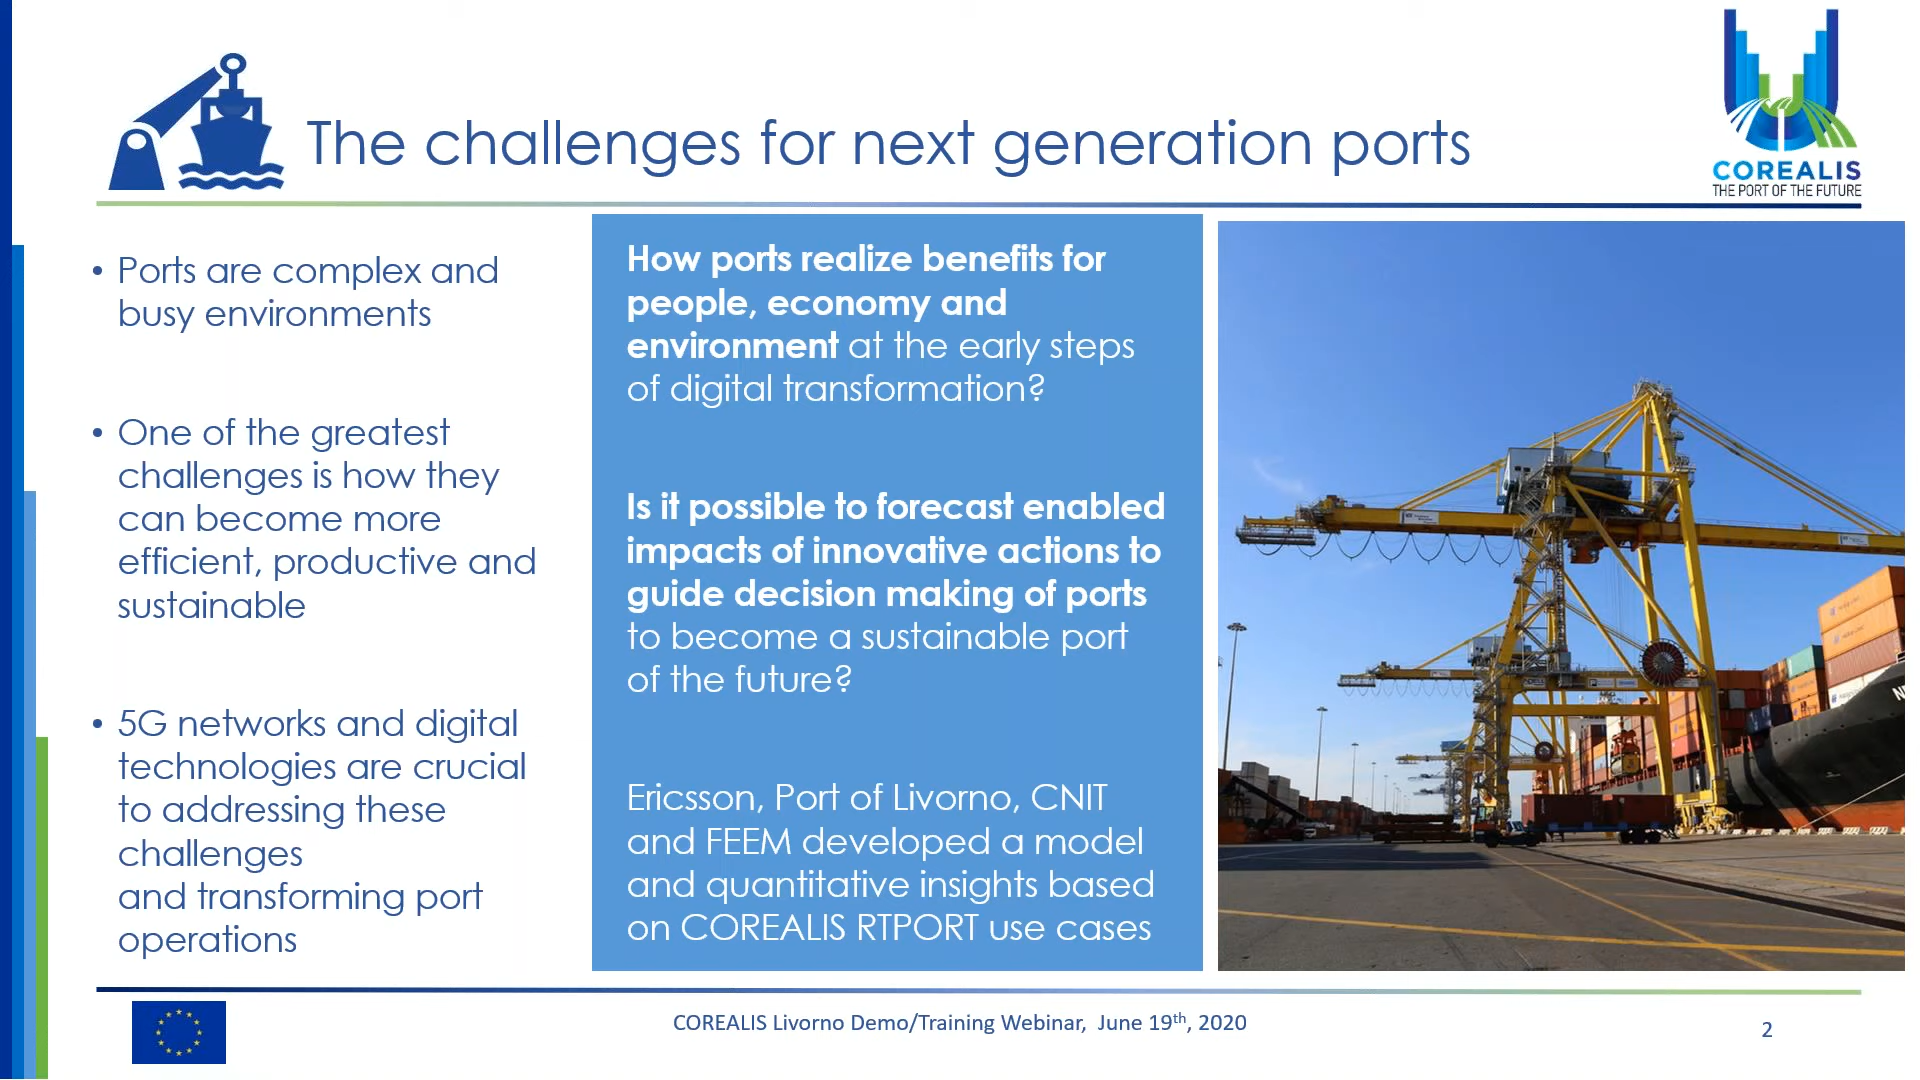 The challenges for next generation ports
COREALIS
THE PORT OF THE FUTURE
• Ports are complex and
busy environments
• One of the greatest
challenges is how they
can become more
efficient, productive and
sustainable
• 5G networks and digital
technologies are crucial
to addressing these
challenges
and transforming port
operations
How ports realize benefits for
people, economy and
environment at the early steps
of digital transformation?
Is it possible to forecast enabled
impacts of innovative actions to
guide decision making of ports
to become a sustainable port
of the future?
Ericsson, Port of Livorno, CNIT
and FEEM developed a model
and quantitative insights based
on COREALIS RTPORT use cases
COREALIS Livorno Demo/Training Webinar, June 19th, 2020
2